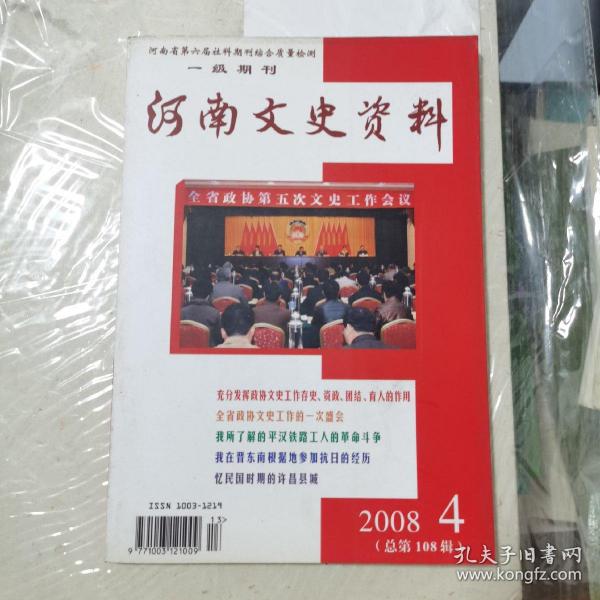 河南省第六届社科期刊综合质量检测
一级期刊
河南文史资料
全省政协第五次文史工作会议
充分发挥政协文史工作存史、资政、团结、育人的作用
全省政协文史工作的一次盛会
我所了解的平汉铁路工人的革命斗争
我在晋东南根据地参加抗日的经历
忆民国时期的许昌县城
ISSN 1003-1219
13>
9 771003 121009
2008 4
(总第108辑)
孔夫子旧书网
www.kongfz.com